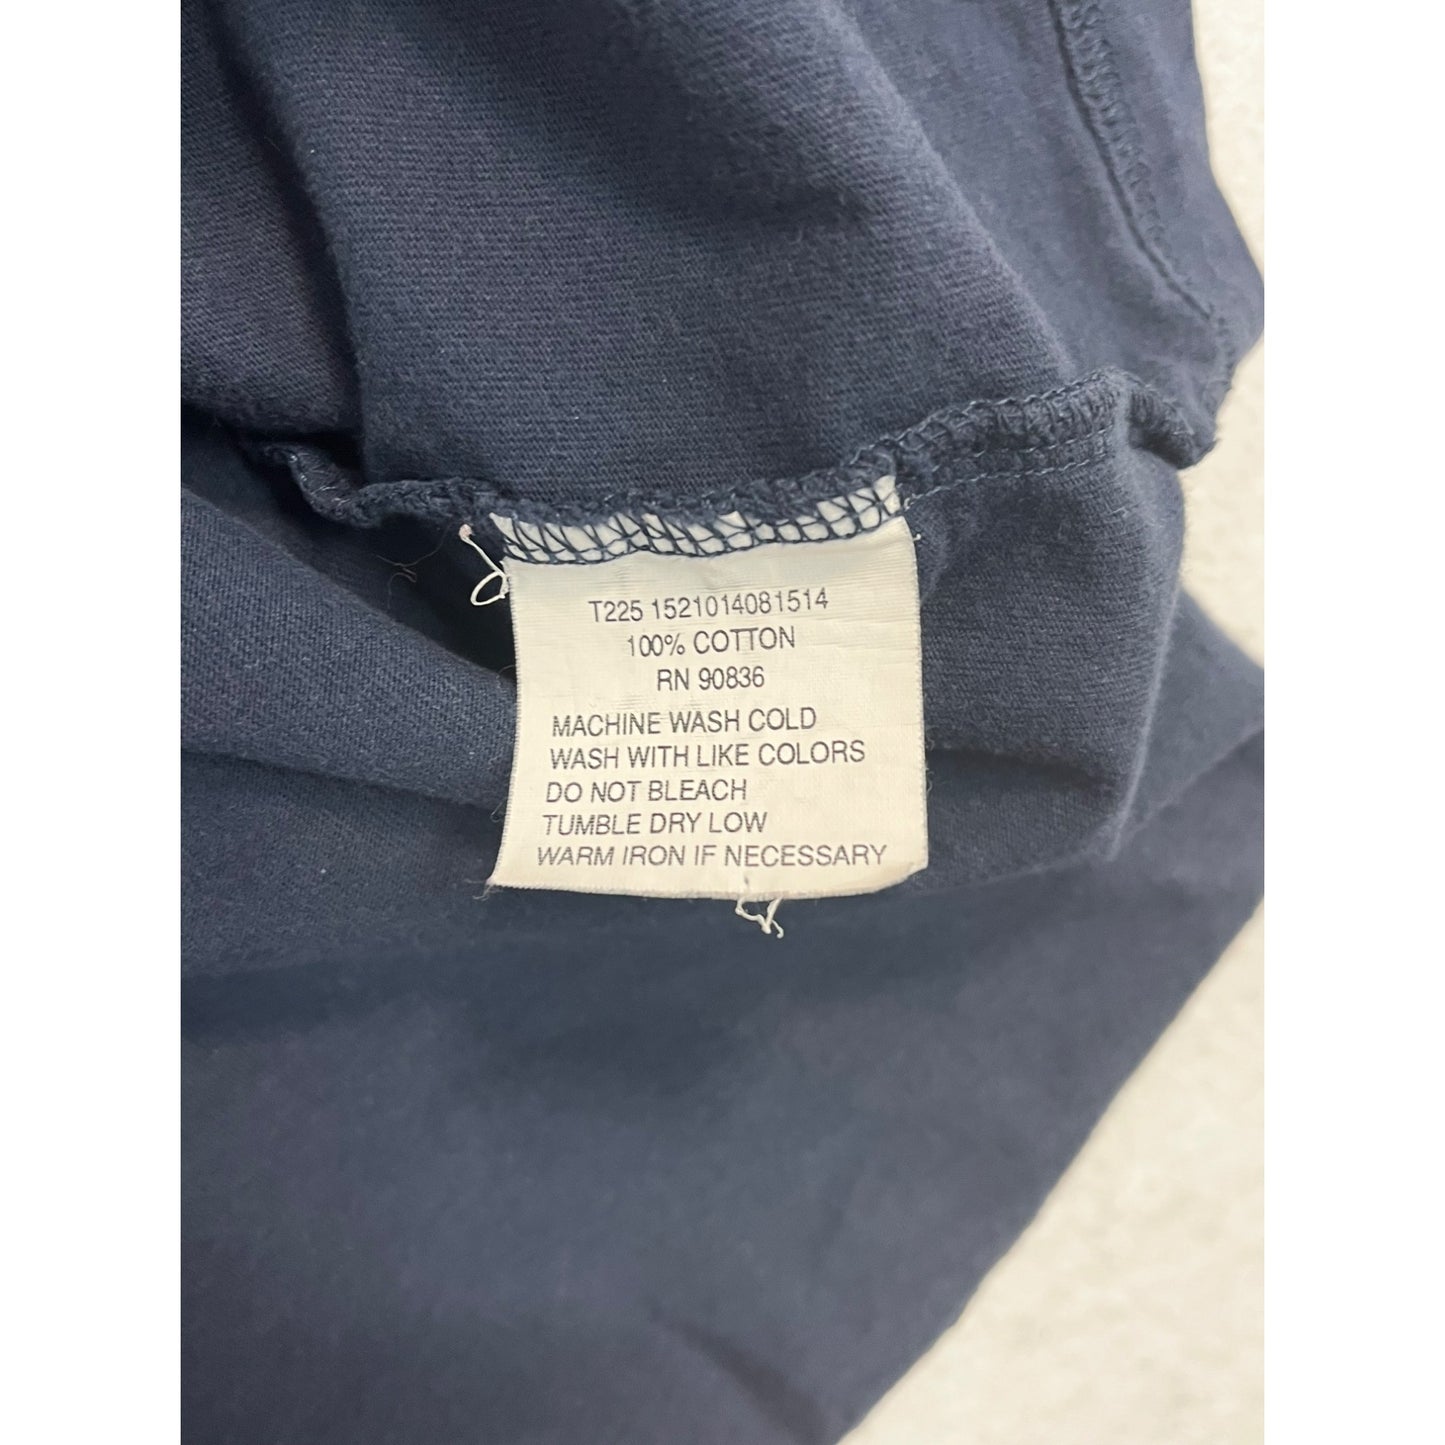 T225 1521014081514
100% COTTON
RN 90836
MACHINE WASH COLD
WASH WITH LIKE COLORS
DO NOT BLEACH
TUMBLE DRY LOW
WARM IRON IF NECESSARY